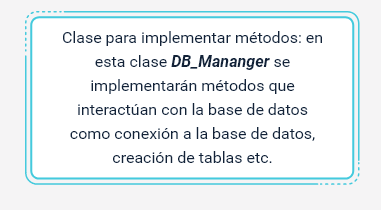 Clase para implementar métodos: en
esta clase DB_Mananger se
implementarán métodos que
interactúan con la base de datos
como conexión a la base de datos,
creación de tablas etc.